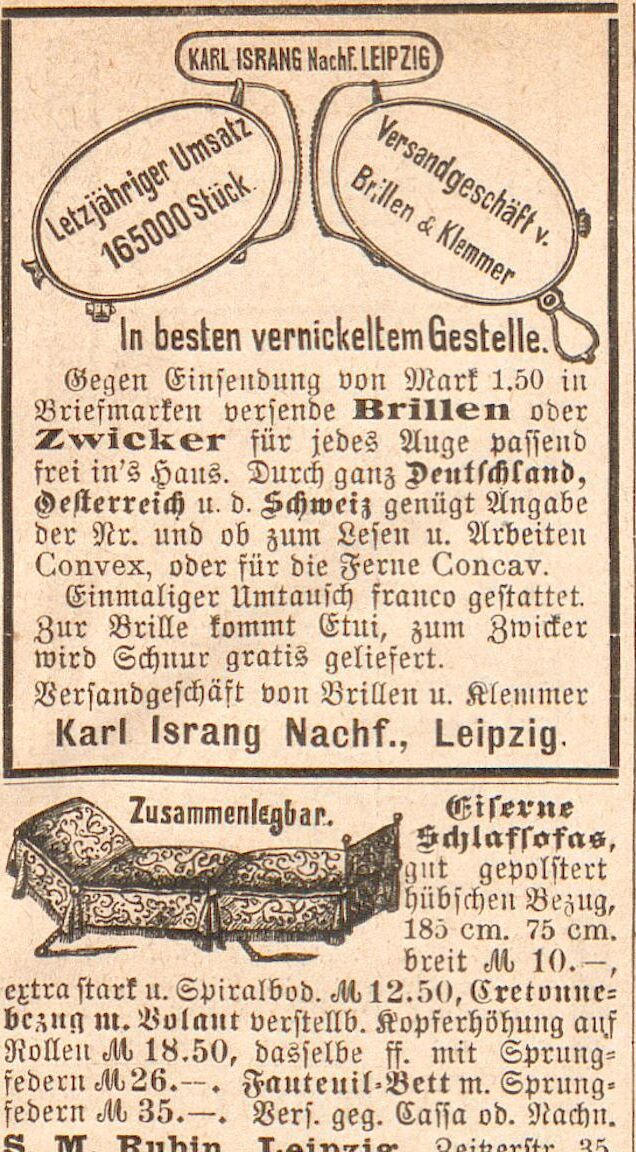 KARL ISRANG Nachf. LEIPZIG
Letzjähriger Umsatz
165000 Stück.
Versandgeschäft v.
Brillen & Klemmer
In besten vernickeltem Gestelle.
Gegen Einsendung von Mark 1.50 in
Briefmarken versende Brillen oder
Zwicker für jedes Auge passend
frei in's Haus. Durch ganz Deutschland,
Oesterreich u. d. Schweiz genügt Angabe
der Nr. und ob zum Lesen u. Arbeiten
Convex, oder für die Ferne Concav.
Einmaliger Umtausch franco gestattet.
Zur Brille kommt Etui, zum Zwicker
wird Schnur gratis geliefert.
Versandgeschäft von Brillen u. Klemmer
Karl Israng Nachf., Leipzig.
Zusammenlegbar.
Eiserne
Schlafsofas,
gut gepolstert
hübschen Bezug,
185 cm. 75 cm.
breit M 10.—,
extra stark u. Spiralbod. M 12.50, Cretonne=
bezug m. Volant verstellb. Kopferhöhung auf
Rollen M 18.50, dasselbe ff. mit Sprung=
federn M 26.—. Fauteuil-Bett m. Sprung=
federn M 35.—. Vers. geg. Cassa od. Nachn.
S. M. Rubin, Leipzig, Zeitzerstr. 35